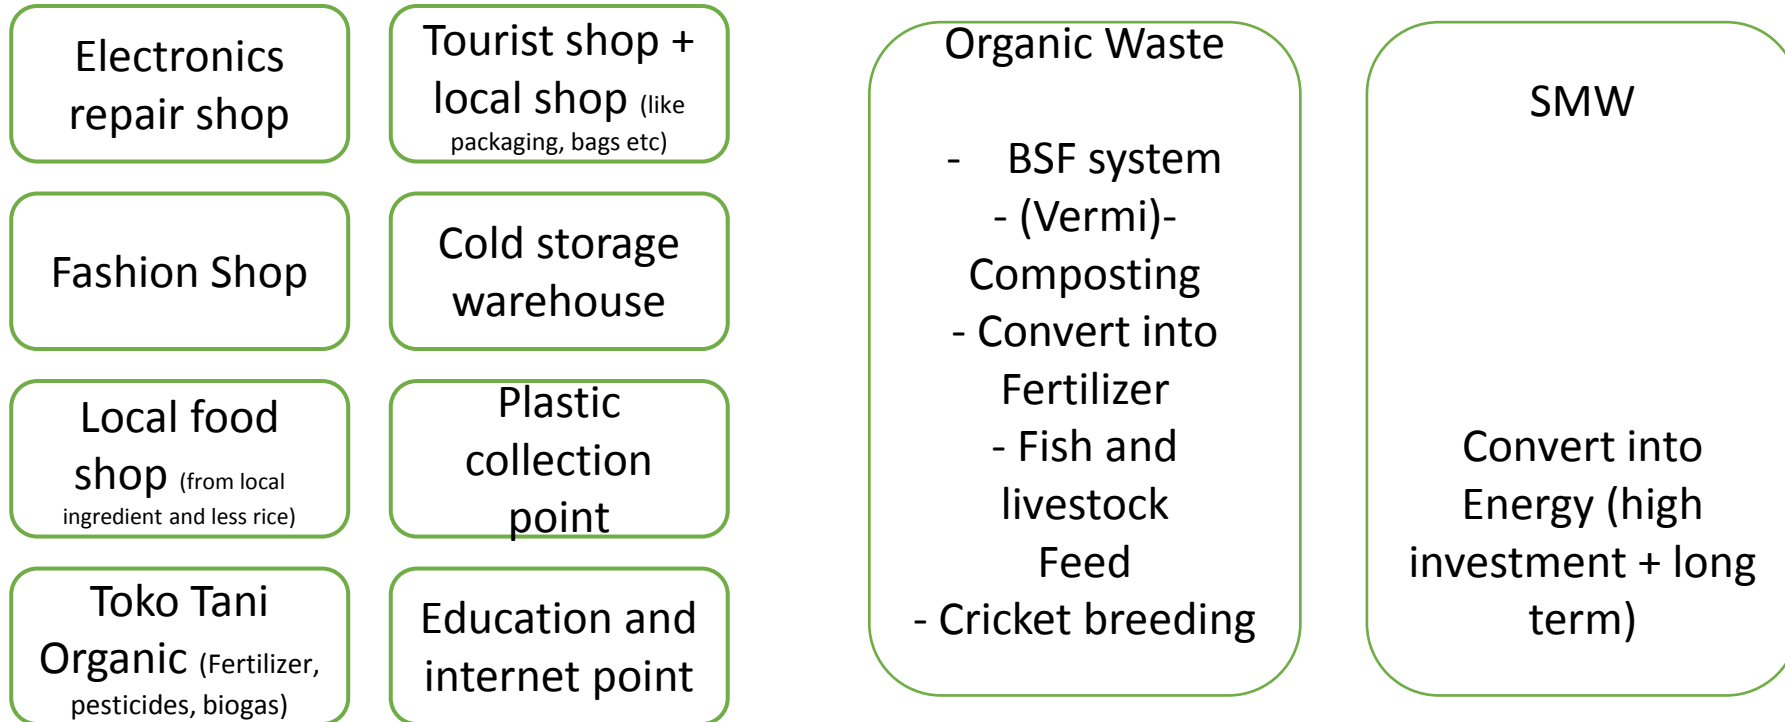 Electronics
repair shop
Tourist shop +
local shop (like
packaging, bags etc)
Fashion Shop
Cold storage
warehouse
Local food
shop (from local
ingredient and less rice)
Plastic
collection
point
Toko Tani
Organic (Fertilizer,
pesticides, biogas)
Education and
internet point
Organic Waste
- BSF system
- (Vermi)-
Composting
- Convert into
Fertilizer
- Fish and
livestock
Feed
- Cricket breeding
SMW
Convert into
Energy (high
investment + long
term)